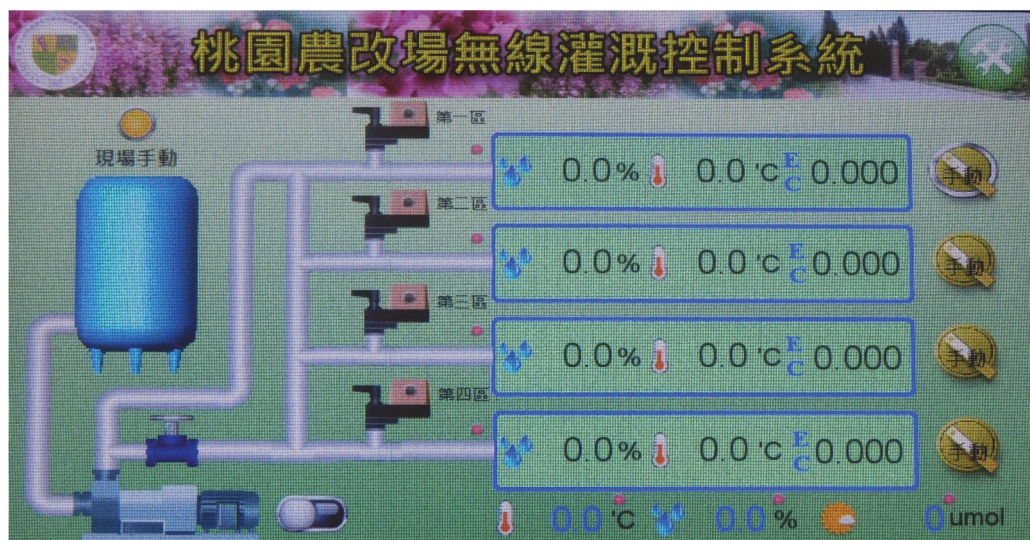 桃園農改場無線灌溉控制系統
現場手動
第一區
0.0% 0.0 'C EC 0.000 手動
第二區
0.0% 0.0 'C EC 0.000 手動
第三區
0.0% 0.0 'C EC 0.000 手動
第四區
0.0% 0.0 'C EC 0.000 手動
0.0 'C 0.0 % 0 umol